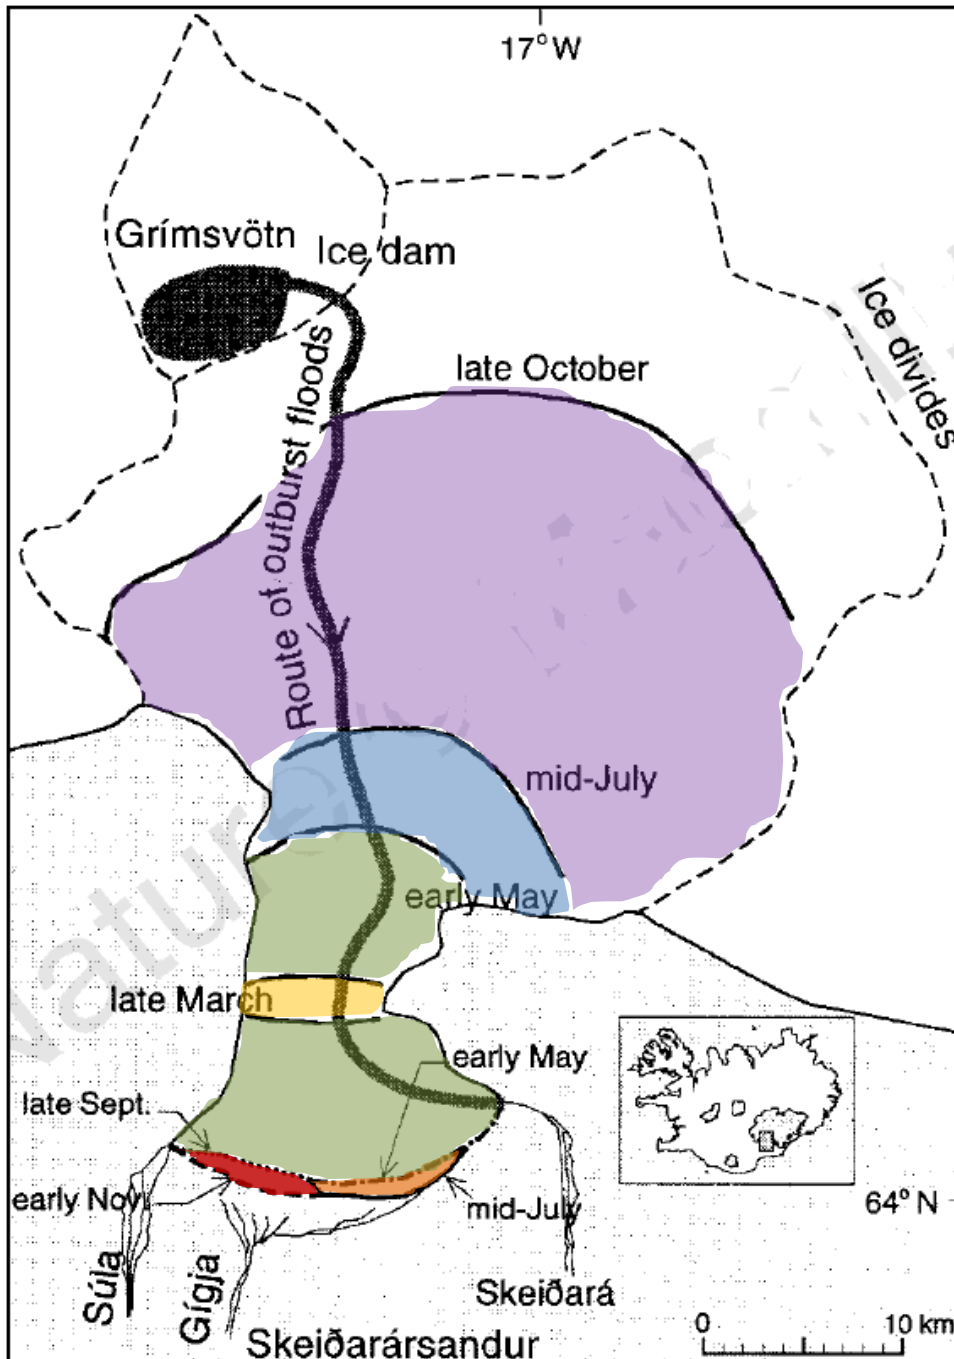 17° W
Grímsvötn
Ice dam
Ice divides
late October
Route of outburst floods
mid-July
early May
late March
early May
late Sept.
early Nov.
mid-July
64° N
Súla
Gígja
Skeiðará
Skeiðarársandur
0 10 km